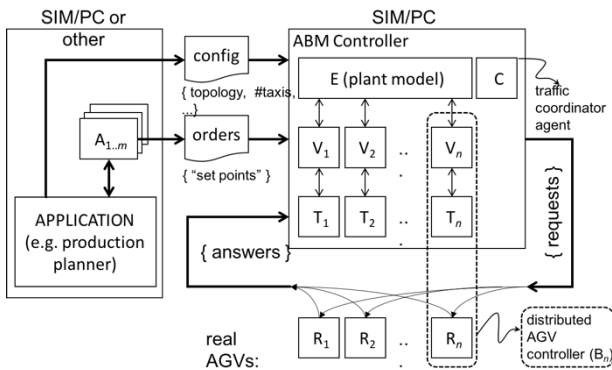 SIM/PC or
other
SIM/PC
config
ABM Controller
E (plant model)
C
{ topology, #taxis,
...}
traffic
coordinator
agent
A1..m
orders
{ “set points” }
V1
V2
..
.
Vn
APPLICATION
(e.g. production
planner)
T1
T2
..
.
Tn
{ answers }
{ requests }
real
AGVs:
R1
R2
..
.
Rn
distributed
AGV
controller (Bn)